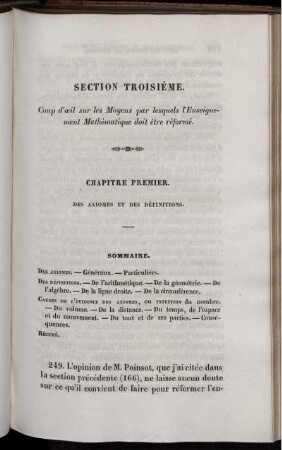 SECTION TROISIÈME.
Coup d'œil sur les Moyens par lesquels l'Enseigne-
ment Mathématique doit être réformé.
CHAPITRE PREMIER.
DES AXIOMES ET DES DÉFINITIONS.
SOMMAIRE.
DES AXIOMES. — Généraux. — Particuliers.
DES DÉFINITIONS. — De l'arithmétique. — De la géométrie. — De
l'algèbre. — De la ligne droite. — De la circonférence.
CAUSES DE L'ÉVIDENCE DES AXIOMES, ou INTUITION du nombre.
— Du volume. — De la distance. — Du temps, de l'espace
et du mouvement. — Du tout et de ses parties. — Consé-
quences.
RÉSUMÉ.
249. L'opinion de M. Poinsot, que j'ai citée dans
la section précédente (166), ne laisse aucun doute
sur ce qu'il convient de faire pour réformer l'en-